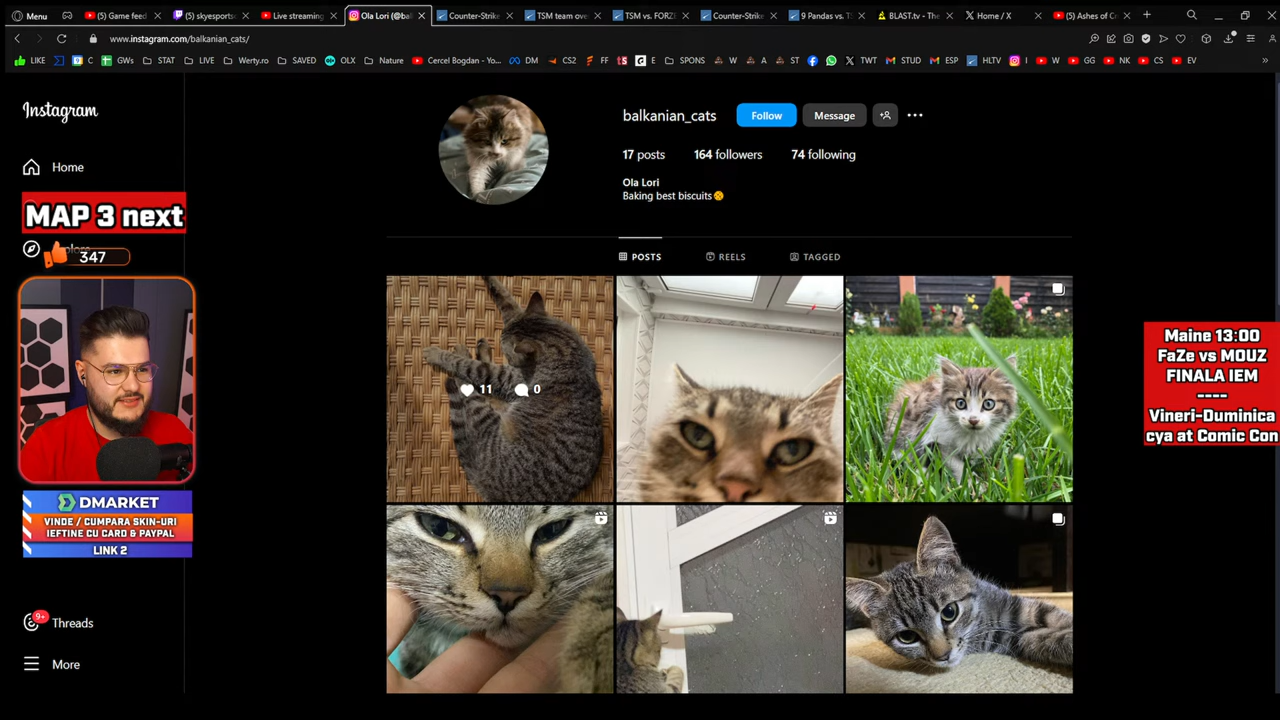 Menu
(5) Game feed
(5) skyesports
Live streaming
Ola Lori (@bal
Counter-Strike
TSM team ove
TSM vs. FORZE
Counter-Strike
9 Pandas vs. TS
BLAST.tv - The
Home / X
(5) Ashes of Cr
www.instagram.com/balkanian_cats/
LIKE
C
GWs
STAT
LIVE
Werty.ro
SAVED
OLX
Nature
Cercel Bogdan - Yo...
DM
CS2
FF
E
SPONS
W
A
ST
TWT
STUD
ESP
HLTV
I
W
GG
NK
CS
EV
Instagram
Home
MAP 3 next
347
DMARKET
VINDE / CUMPARA SKIN-URI
IEFTINE CU CARD & PAYPAL
LINK 2
9+
Threads
More
balkanian_cats
Follow
Message
17 posts
164 followers
74 following
Ola Lori
Baking best biscuits
POSTS
REELS
TAGGED
11
0
Maine 13:00
FaZe vs MOUZ
FINALA IEM
----
Vineri-Duminica
cya at Comic Con